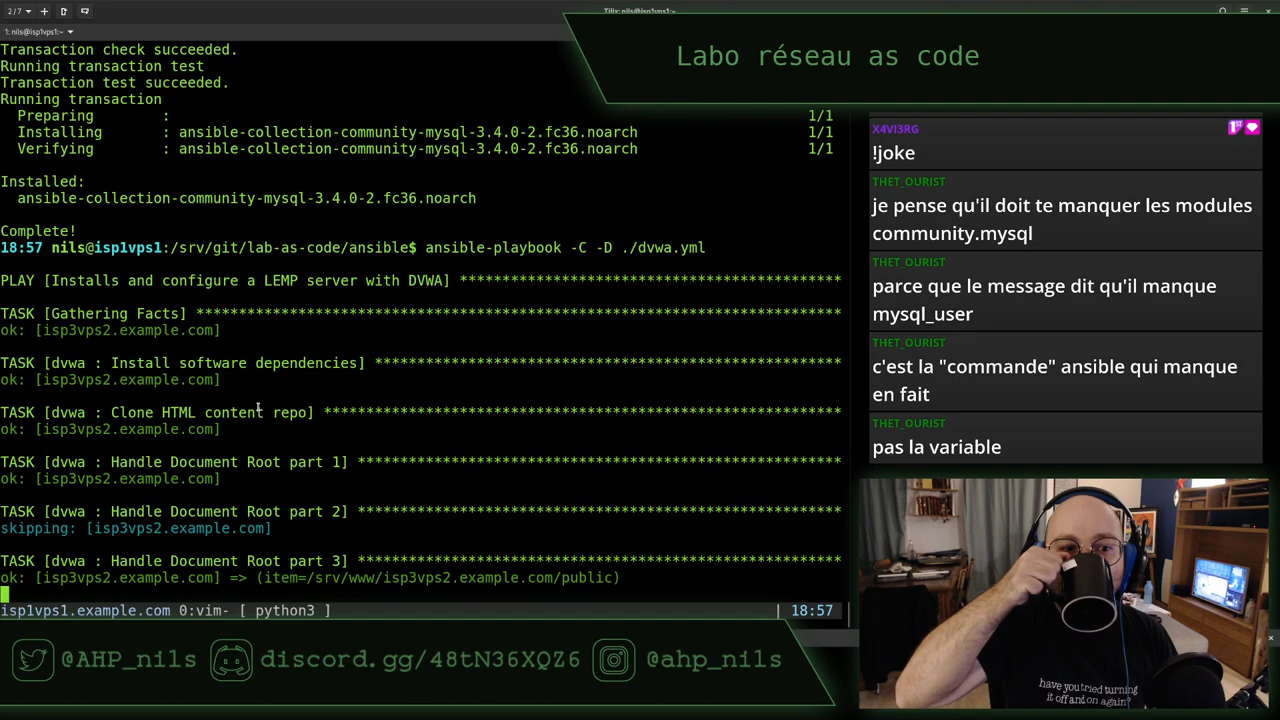 2/7
Tilix: nils@isp1vps1:~
1: nils@isp1vps1:~
Transaction check succeeded.
Running transaction test
Transaction test succeeded.
Running transaction
Preparing        :                                                    1/1
Installing       : ansible-collection-community-mysql-3.4.0-2.fc36.noarch                    1/1
Verifying        : ansible-collection-community-mysql-3.4.0-2.fc36.noarch                    1/1
Installed:
ansible-collection-community-mysql-3.4.0-2.fc36.noarch
Complete!
18:57 nils@isp1vps1:/srv/git/lab-as-code/ansible$ ansible-playbook -C -D ./dvwa.yml
PLAY [Installs and configure a LEMP server with DVWA] *********************************************
TASK [Gathering Facts] ****************************************************************************
ok: [isp3vps2.example.com]
TASK [dvwa : Install software dependencies] *******************************************************
ok: [isp3vps2.example.com]
TASK [dvwa : Clone HTML content repo] *************************************************************
ok: [isp3vps2.example.com]
TASK [dvwa : Handle Document Root part 1] *********************************************************
ok: [isp3vps2.example.com]
TASK [dvwa : Handle Document Root part 2] *********************************************************
skipping: [isp3vps2.example.com]
TASK [dvwa : Handle Document Root part 3] *********************************************************
ok: [isp3vps2.example.com] => (item=/srv/www/isp3vps2.example.com/public)
isp1vps1.example.com 0:vim- [ python3 ] | 18:57
Labo réseau as code
X4VI3RG
!joke
THET_OURIST
je pense qu'il doit te manquer les modules
community.mysql
THET_OURIST
parce que le message dit qu'il manque
mysql_user
THET_OURIST
c'est la "commande" ansible qui manque
en fait
THET_OURIST
pas la variable
have you tried turning
it off and on again?
@AHP_nils discord.gg/48tN36XQZ6 @ahp_nils